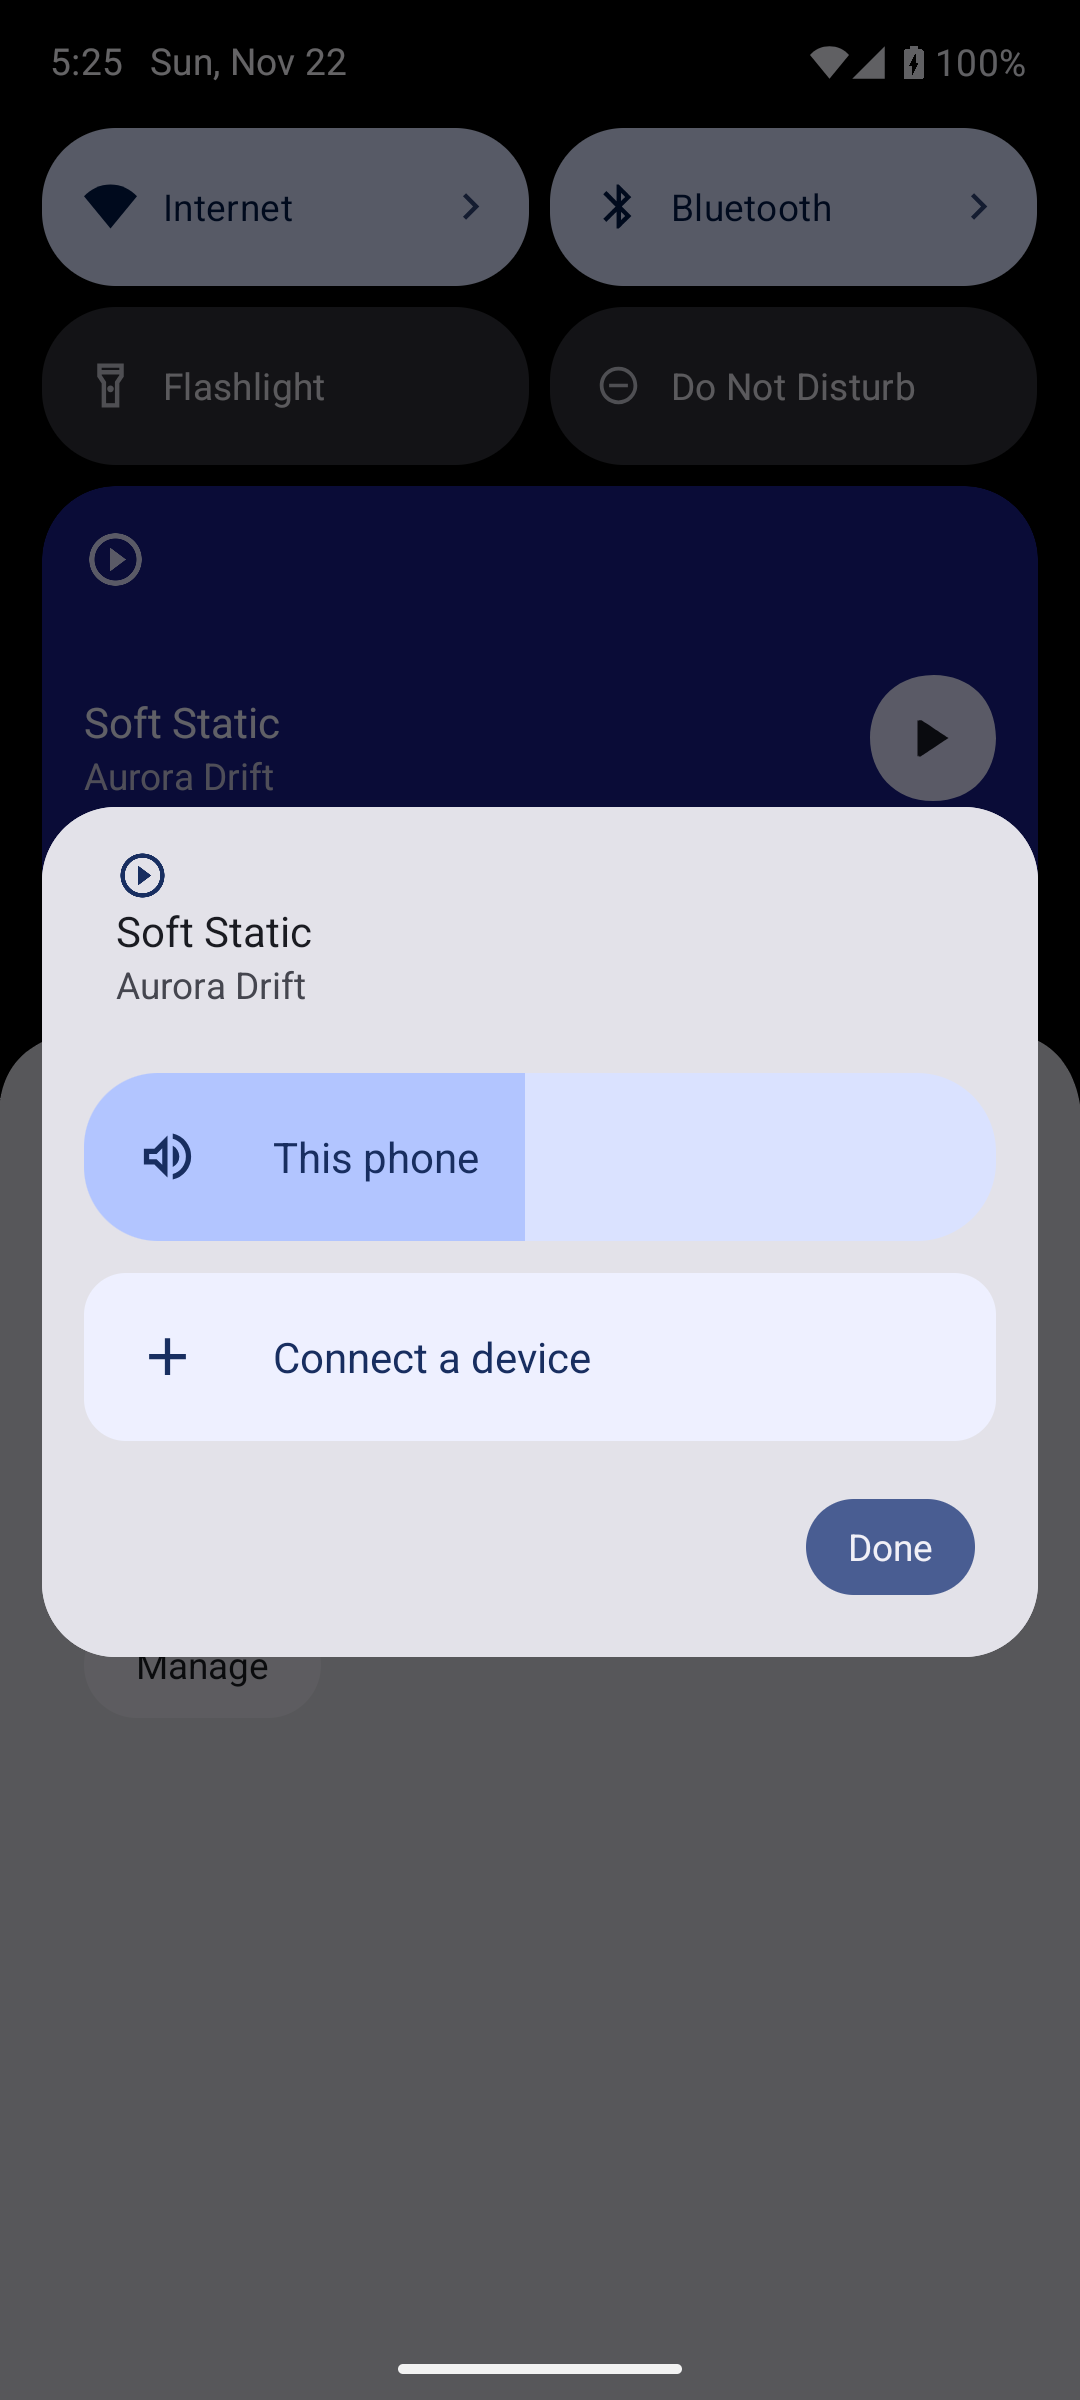 5:25 Sun, Nov 22 100%
Internet
Bluetooth
Flashlight
Do Not Disturb
Soft Static
Aurora Drift
Soft Static
Aurora Drift
This phone
Connect a device
Done
Manage